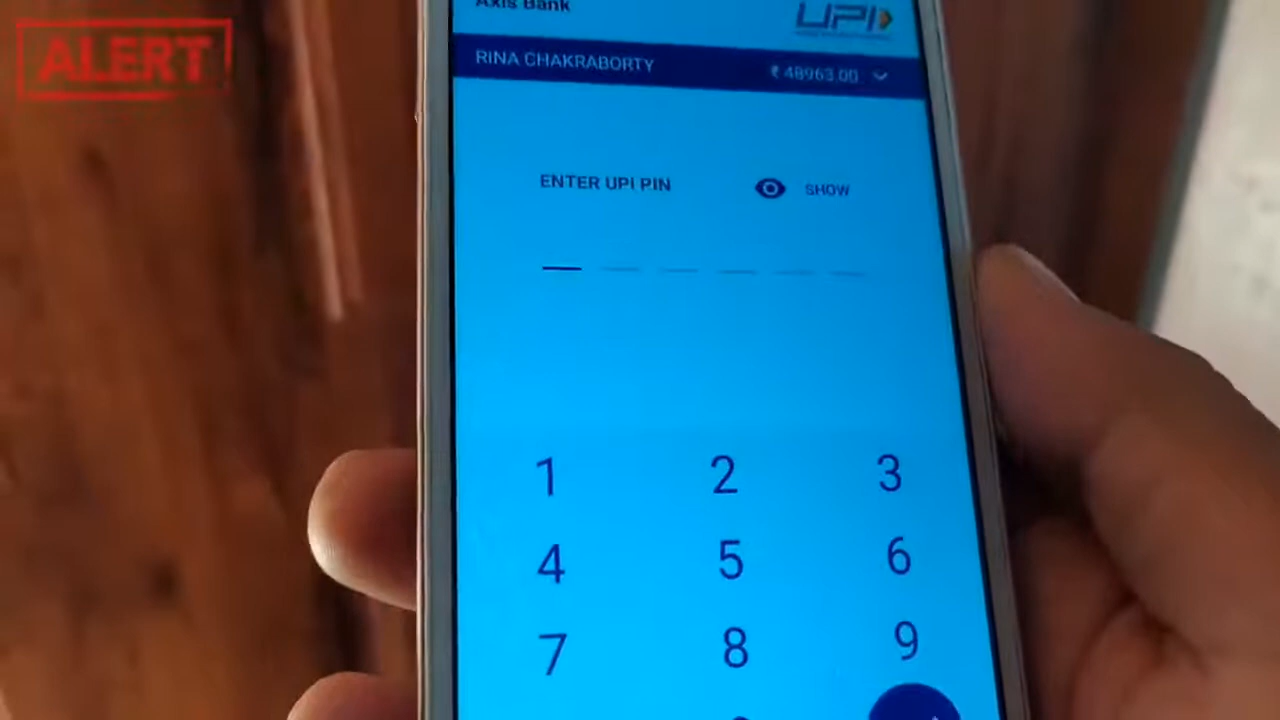 ALERT
Axis Bank
UPI
RINA CHAKRABORTY
₹ 48963.00
ENTER UPI PIN
SHOW
1 2 3
4 5 6
7 8 9